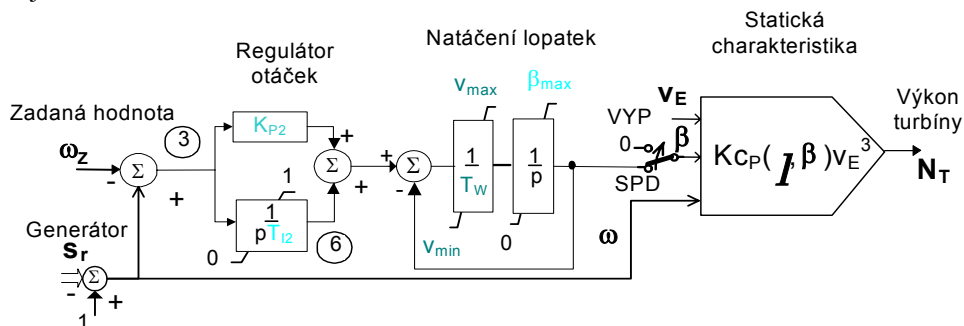 Statická
charakteristika
Regulátor
otáček
Natáčení lopatek
v_max
β_max
v_E
Výkon
turbíny
Zadaná hodnota
3
K_P2
+
VYP
ω_Z
Σ
Σ
+
Σ
1
T_W
1
p
0
β
Kc_P(l,β)v_E^3
N_T
-
+
1
+
-
SPD
1
pT_I2
Generátor
0
6
v_min
0
ω
s_r
Σ
-
+
1